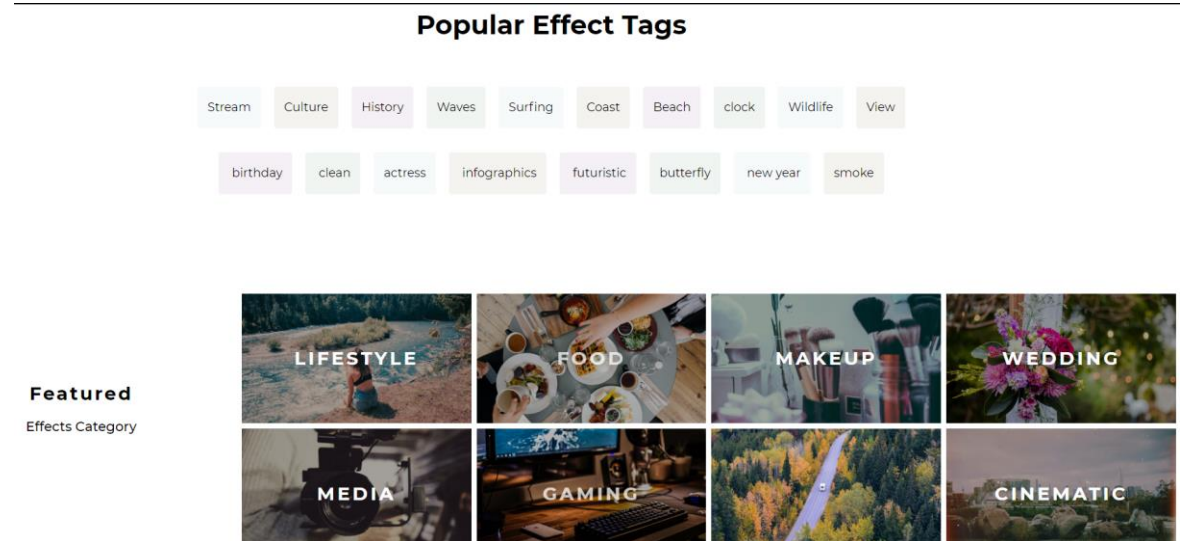 Popular Effect Tags
Stream Culture History Waves Surfing Coast Beach clock Wildlife View
birthday clean actress infographics futuristic butterfly new year smoke
Featured
Effects Category
LIFESTYLE FOOD MAKEUP WEDDING
MEDIA GAMING CINEMATIC